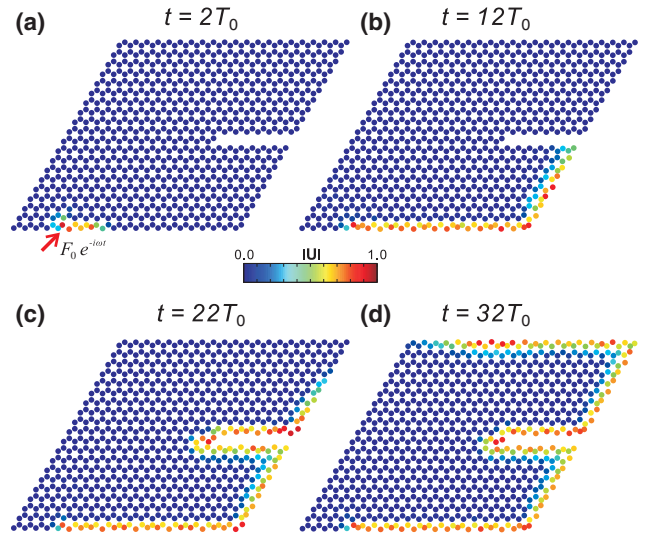 (a) t = 2T₀ (b) t = 12T₀
F₀ e⁻ⁱωᵗ
0.0 |U| 1.0
(c) t = 22T₀ (d) t = 32T₀